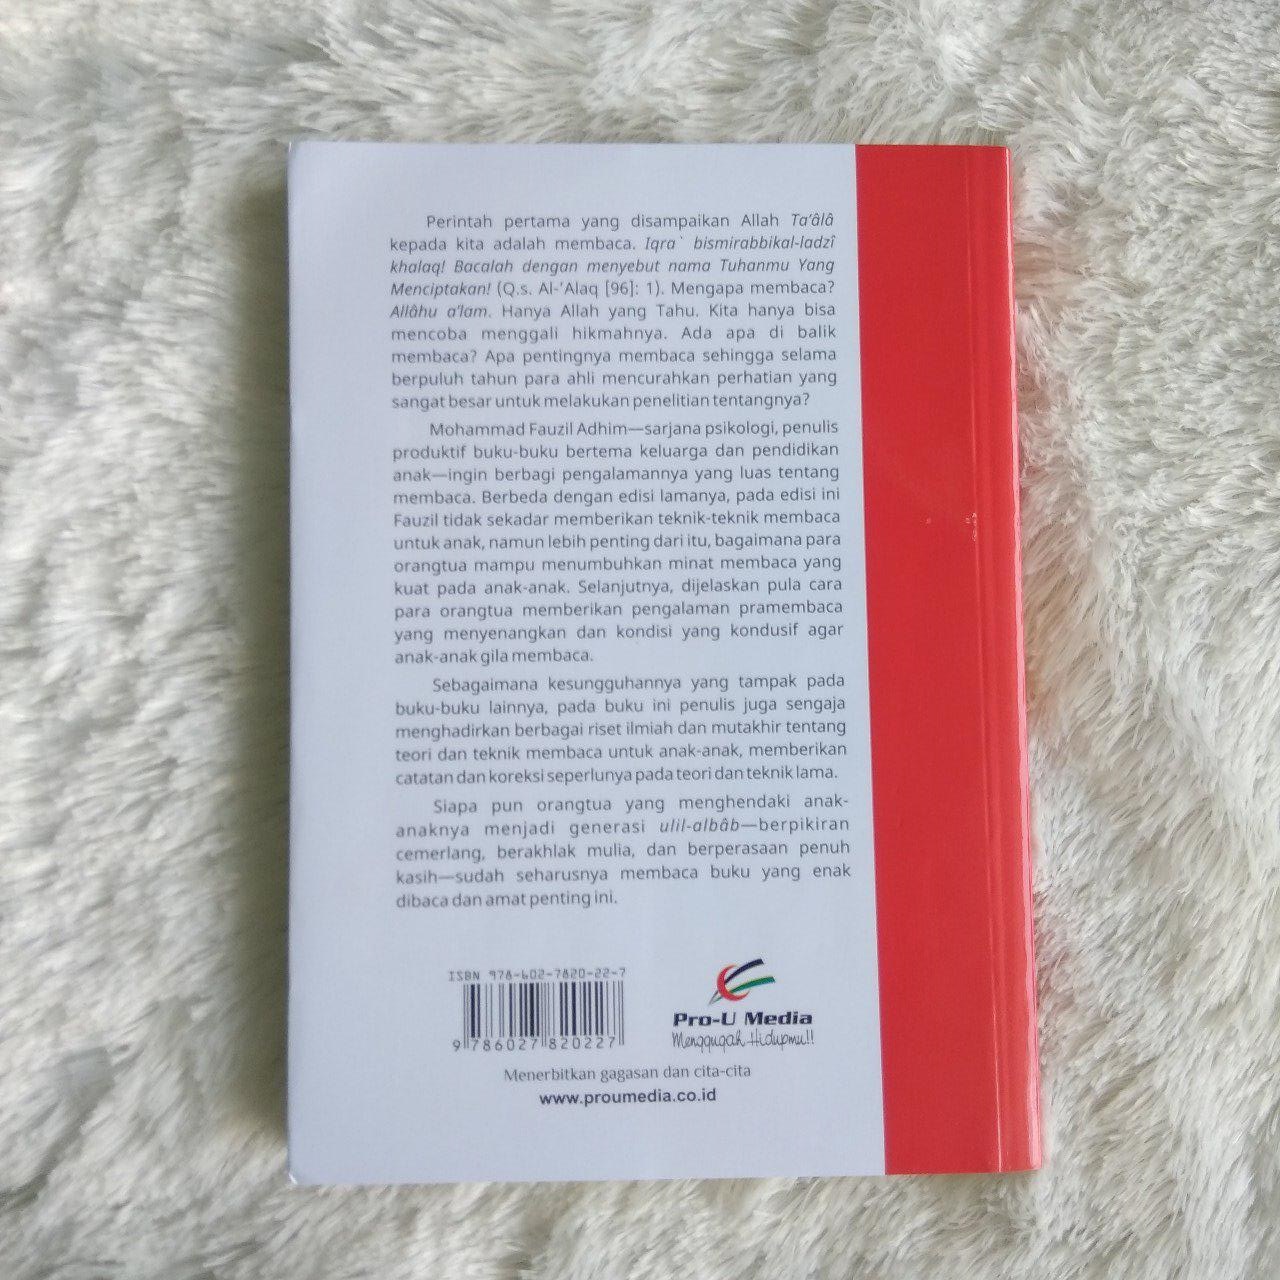 Perintah pertama yang disampaikan Allah Ta'âlâ
kepada kita adalah membaca. Iqra` bismirabbikal-ladzî
khalaq! Bacalah dengan menyebut nama Tuhanmu Yang
Menciptakan! (Q.s. Al-'Alaq [96]: 1). Mengapa membaca?
Allâhu a'lam. Hanya Allah yang Tahu. Kita hanya bisa
mencoba menggali hikmahnya. Ada apa di balik
membaca? Apa pentingnya membaca sehingga selama
berpuluh tahun para ahli mencurahkan perhatian yang
sangat besar untuk melakukan penelitian tentangnya?
Mohammad Fauzil Adhim—sarjana psikologi, penulis
produktif buku-buku bertema keluarga dan pendidikan
anak—ingin berbagi pengalamannya yang luas tentang
membaca. Berbeda dengan edisi lamanya, pada edisi ini
Fauzil tidak sekadar memberikan teknik-teknik membaca
untuk anak, namun lebih penting dari itu, bagaimana para
orangtua mampu menumbuhkan minat membaca yang
kuat pada anak-anak. Selanjutnya, dijelaskan pula cara
para orangtua memberikan pengalaman pramembaca
yang menyenangkan dan kondisi yang kondusif agar
anak-anak gila membaca.
Sebagaimana kesungguhannya yang tampak pada
buku-buku lainnya, pada buku ini penulis juga sengaja
menghadirkan berbagai riset ilmiah dan mutakhir tentang
teori dan teknik membaca untuk anak-anak, memberikan
catatan dan koreksi seperlunya pada teori dan teknik lama.
Siapa pun orangtua yang menghendaki anak-
anaknya menjadi generasi ulil-albâb—berpikiran
cemerlang, berakhlak mulia, dan berperasaan penuh
kasih—sudah seharusnya membaca buku yang enak
dibaca dan amat penting ini.
ISBN 978-602-7820-22-7
9 786027 820227
Pro-U Media
Menggugah Hidupmu!!
Menerbitkan gagasan dan cita-cita
www.proumedia.co.id